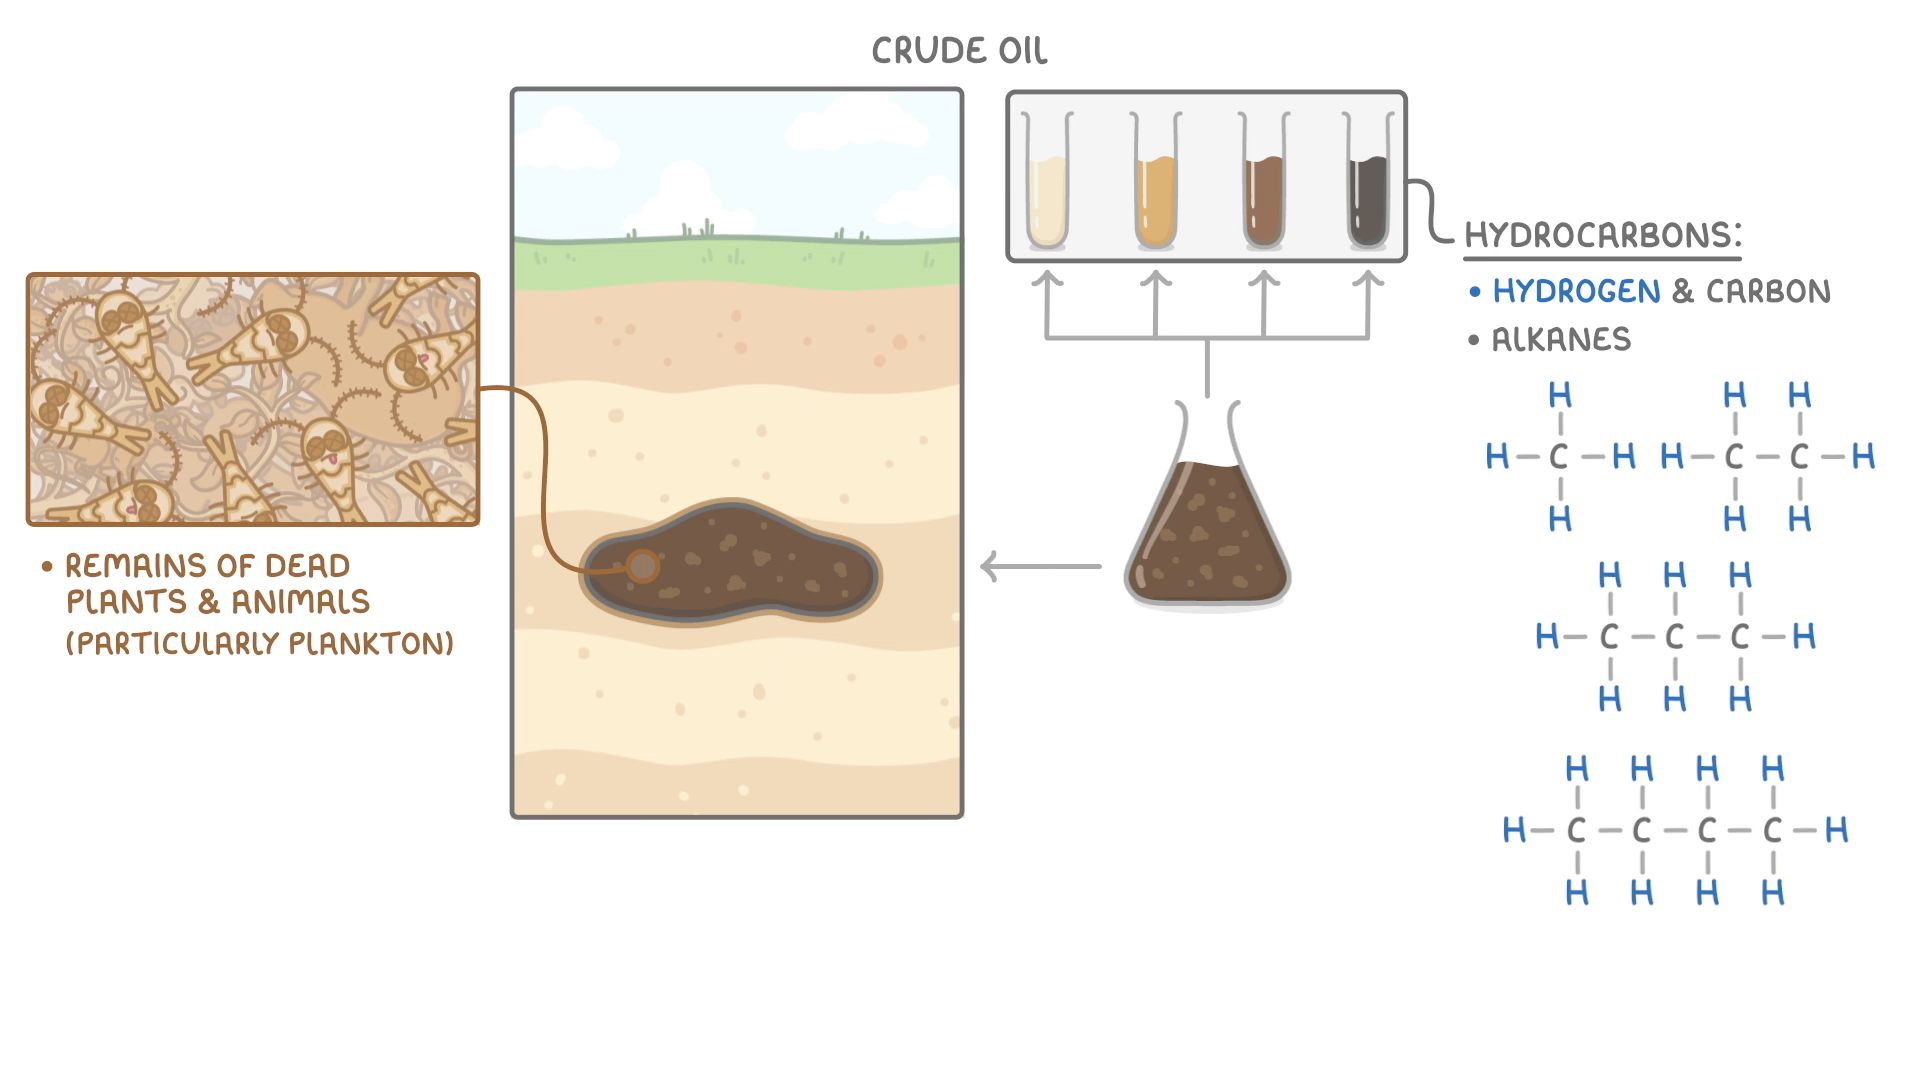 CRUDE OIL
• REMAINS OF DEAD
PLANTS & ANIMALS
(PARTICULARLY PLANKTON)
HYDROCARBONS:
• HYDROGEN & CARBON
• ALKANES
H H H
H – C – H H – C – C – H
H H H
H H H
H – C – C – C – H
H H H
H H H H
H – C – C – C – C – H
H H H H